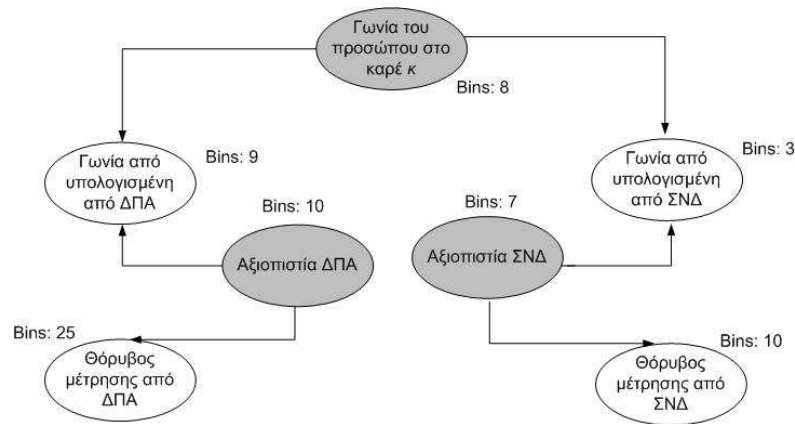 Γωνία του
προσώπου στο
καρέ κ
Bins: 8
Γωνία από
υπολογισμένη
από ΔΠΑ
Bins: 9
Γωνία από
υπολογισμένη
από ΣΝΔ
Bins: 3
Bins: 10
Αξιοπιστία ΔΠΑ
Bins: 7
Αξιοπιστία ΣΝΔ
Bins: 25
Θόρυβος
μέτρησης από
ΔΠΑ
Bins: 10
Θόρυβος
μέτρησης από
ΣΝΔ